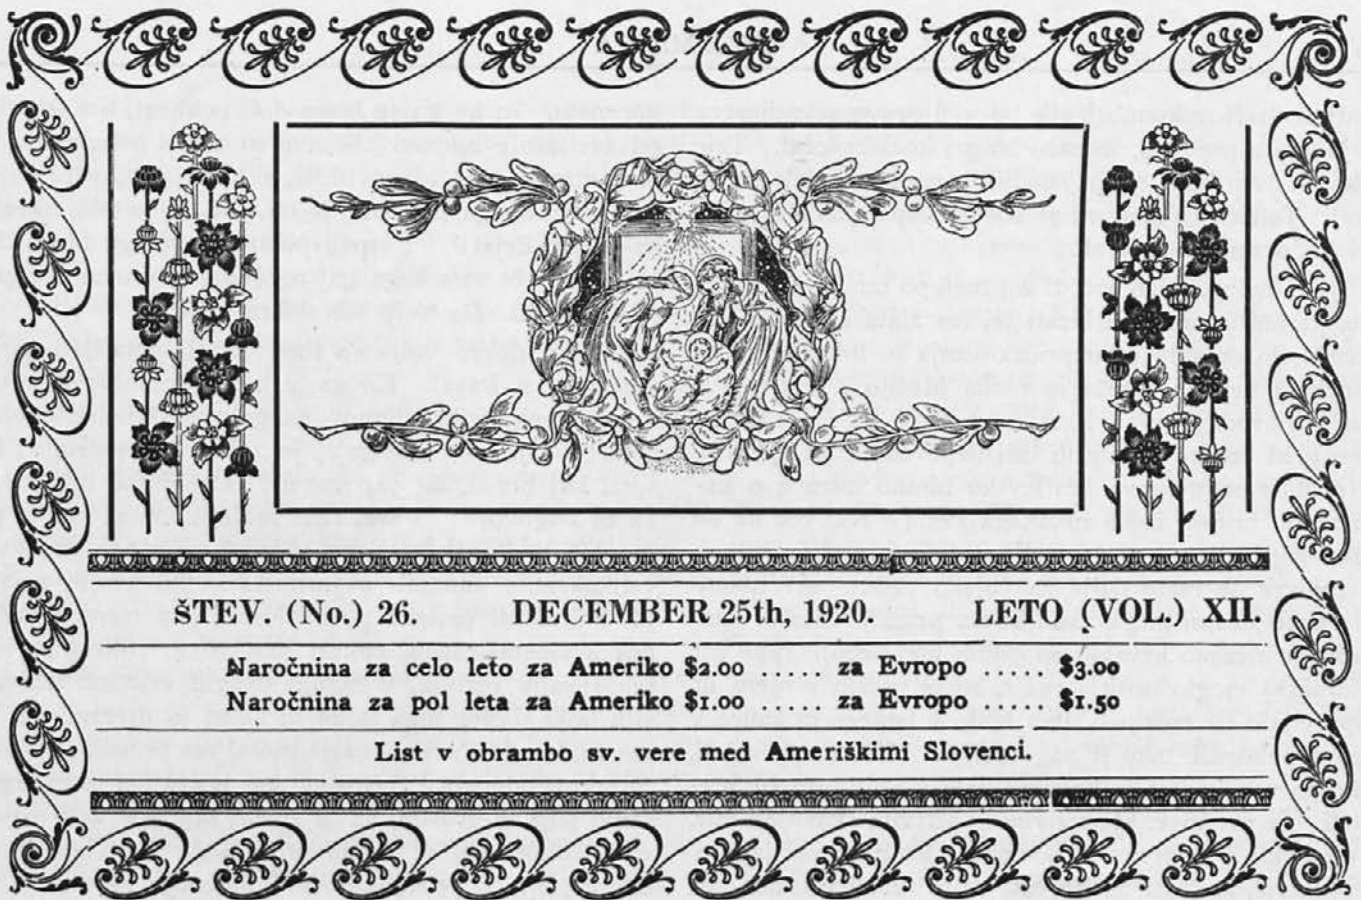 ŠTEV. (No.) 26. DECEMBER 25th, 1920. LETO (VOL.) XII.
Naročnina za celo leto za Ameriko $2.00 ..... za Evropo ..... $3.00
Naročnina za pol leta za Ameriko $1.00 ..... za Evropo ..... $1.50
List v obrambo sv. vere med Ameriškimi Slovenci.